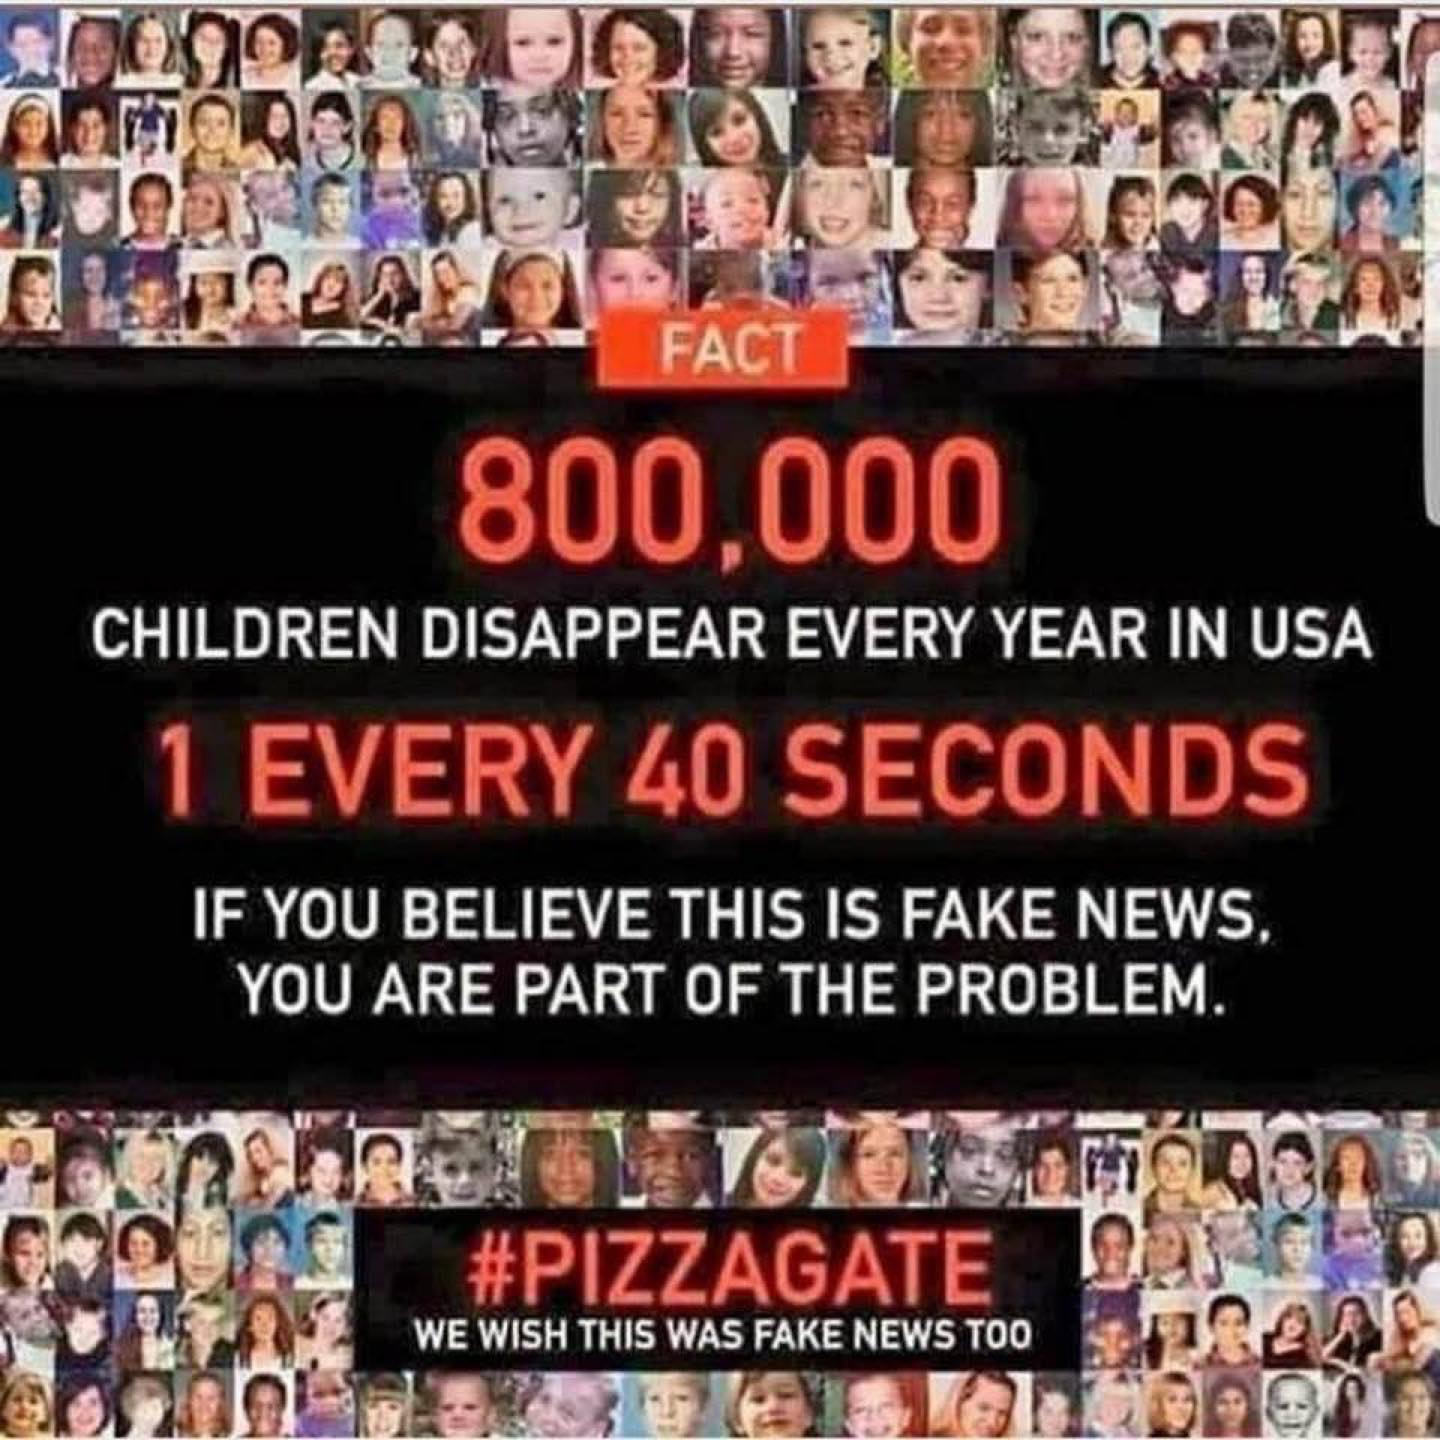 FACT
800,000
CHILDREN DISAPPEAR EVERY YEAR IN USA
1 EVERY 40 SECONDS
IF YOU BELIEVE THIS IS FAKE NEWS,
YOU ARE PART OF THE PROBLEM.
#PIZZAGATE
WE WISH THIS WAS FAKE NEWS TOO